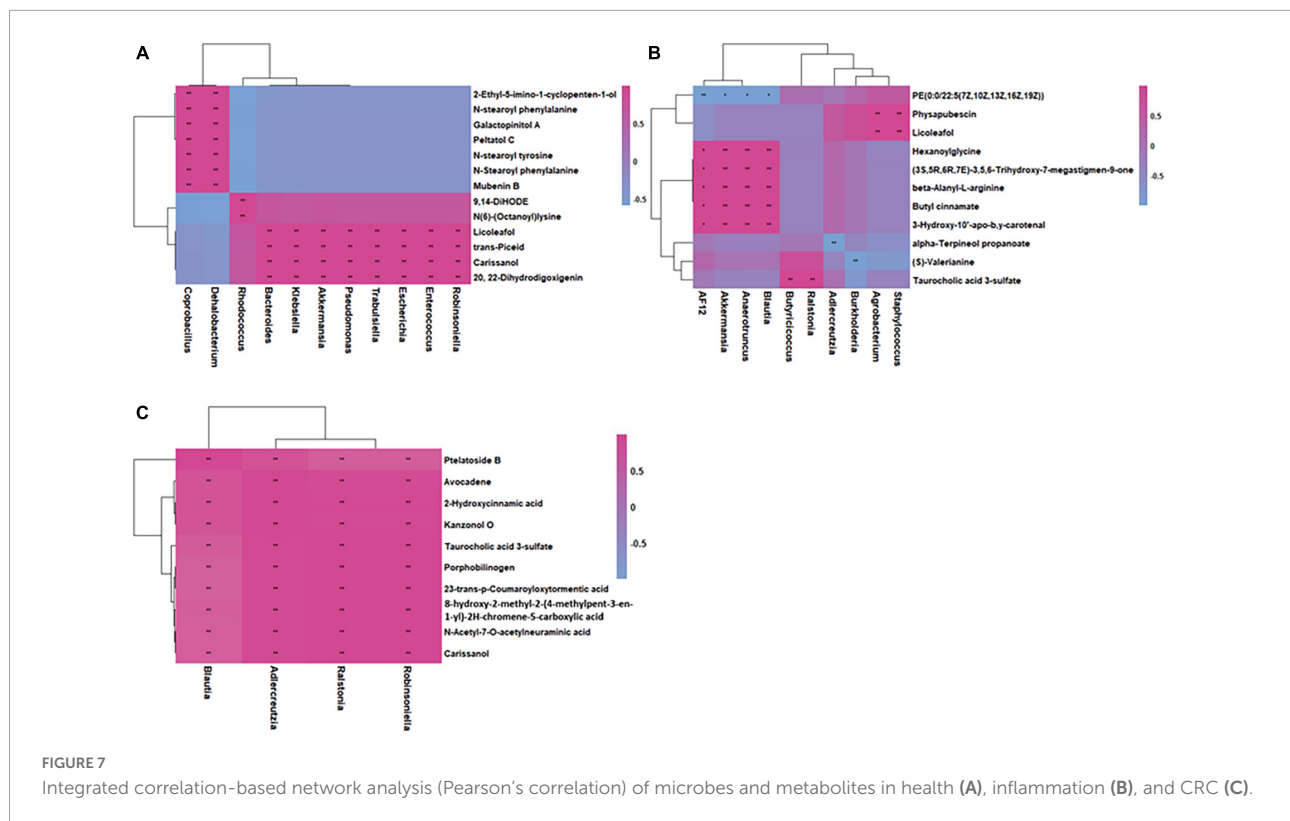 A
2-Ethyl-5-imino-1-cyclopenten-1-ol
N-stearoyl phenylalanine
Galactopinitol A
Peltatol C
N-stearoyl tyrosine
N-Stearoyl phenylalanine
Mubenin B
9,14-DiHODE
N(6)-(Octanoyl)lysine
Licoleafol
trans-Piceid
Carissanol
20, 22-Dihydrodigoxigenin
0.5
0
-0.5
Coprobacillus
Dehalobacterium
Rhodococcus
Bacteroides
Klebsiella
Akkermansia
Pseudomonas
Trabulsiella
Escherichia
Enterococcus
Robinsoniella
B
PE(0:0/22:5(7Z,10Z,13Z,16Z,19Z))
Physapubescin
Licoleafol
Hexanoylglycine
(3S,5R,6R,7E)-3,5,6-Trihydroxy-7-megastigmen-9-one
beta-Alanyl-L-arginine
Butyl cinnamate
3-Hydroxy-10'-apo-b,y-carotenal
alpha-Terpineol propanoate
(S)-Valerianine
Taurocholic acid 3-sulfate
0.5
0
-0.5
AF12
Akkermansia
Anaerotruncus
Blautia
Butyricicoccus
Ralstonia
Adlercreutzia
Burkholderia
Agrobacterium
Staphylococcus
C
Ptelatoside B
Avocadene
2-Hydroxycinnamic acid
Kanzonol O
Taurocholic acid 3-sulfate
Porphobilinogen
23-trans-p-Coumaroyloxytormentic acid
8-hydroxy-2-methyl-2-(4-methylpent-3-en-
1-yl)-2H-chromene-5-carboxylic acid
N-Acetyl-7-O-acetylneuraminic acid
Carissanol
0.5
0
-0.5
Blautia
Adlercreutzia
Ralstonia
Robinsoniella
FIGURE 7
Integrated correlation-based network analysis (Pearson's correlation) of microbes and metabolites in health (A), inflammation (B), and CRC (C).